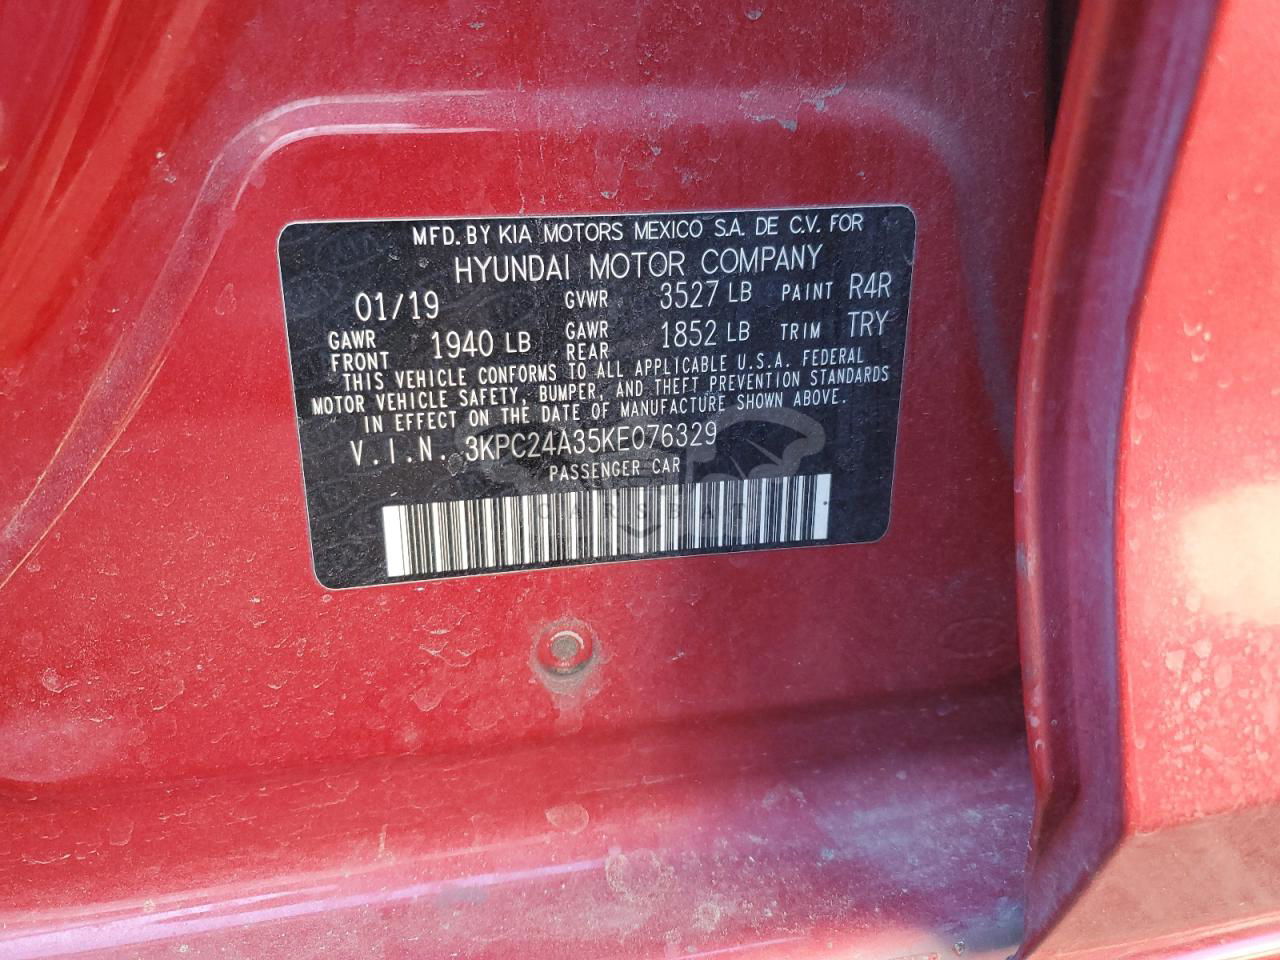 MFD. BY KIA MOTORS MEXICO S.A. DE C.V. FOR
HYUNDAI MOTOR COMPANY
01/19 GVWR 3527 LB PAINT R4R
GAWR FRONT 1940 LB GAWR REAR 1852 LB TRIM TRY
THIS VEHICLE CONFORMS TO ALL APPLICABLE U.S.A. FEDERAL
MOTOR VEHICLE SAFETY, BUMPER, AND THEFT PREVENTION STANDARDS
IN EFFECT ON THE DATE OF MANUFACTURE SHOWN ABOVE.
V.I.N. 3KPC24A35KE076329
PASSENGER CAR